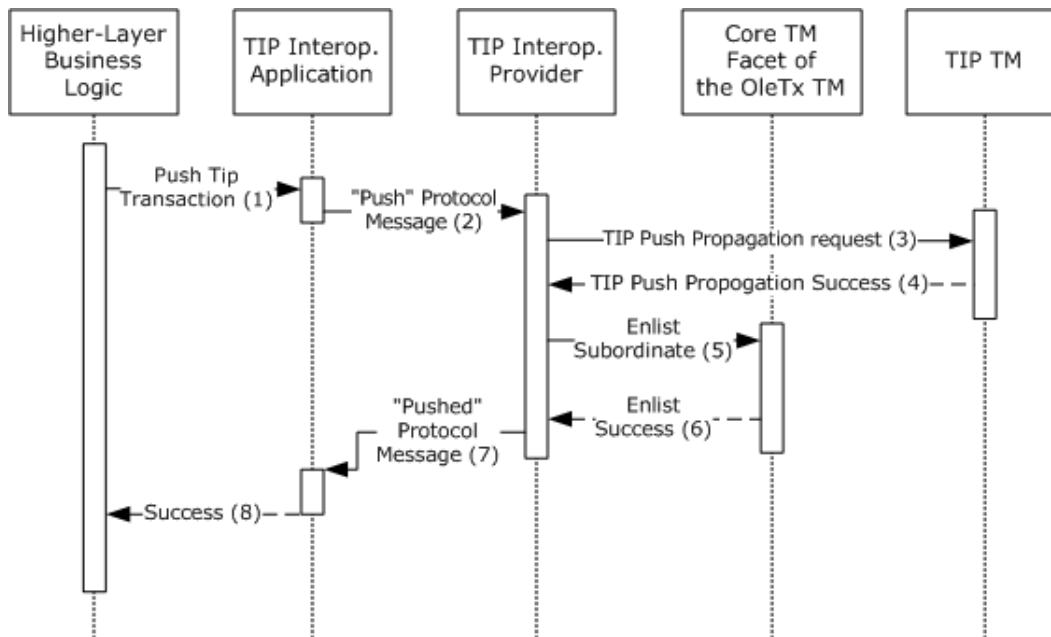 Higher-Layer
Business
Logic
TIP Interop.
Application
TIP Interop.
Provider
Core TM
Facet of
the OleTx TM
TIP TM
Push Tip
Transaction (1)
"Push" Protocol
Message (2)
TIP Push Propagation request (3)
TIP Push Propogation Success (4)
Enlist
Subordinate (5)
Enlist
Success (6)
"Pushed"
Protocol
Message (7)
Success (8)